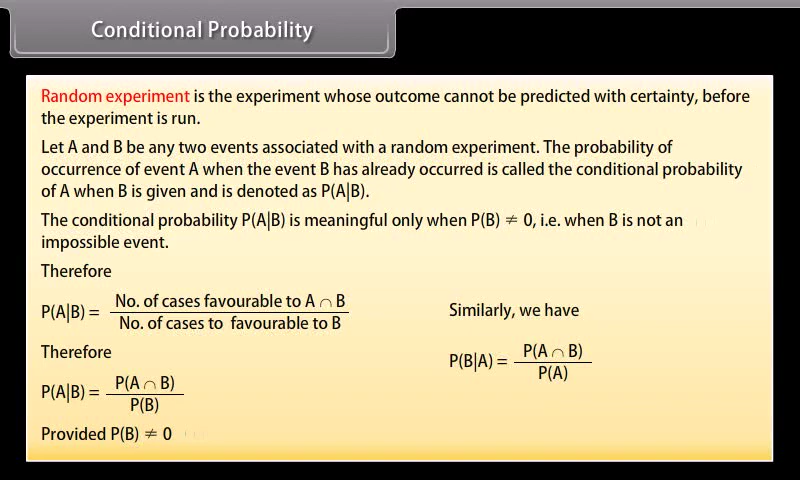 Conditional Probability
Random experiment is the experiment whose outcome cannot be predicted with certainty, before
the experiment is run.
Let A and B be any two events associated with a random experiment. The probability of
occurrence of event A when the event B has already occurred is called the conditional probability
of A when B is given and is denoted as P(A|B).
The conditional probability P(A|B) is meaningful only when P(B) ≠ 0, i.e. when B is not an
impossible event.
Therefore
P(A|B) = No. of cases favourable to A ∩ B
No. of cases to favourable to B
Therefore
P(A|B) = P(A ∩ B)
P(B)
Provided P(B) ≠ 0
Similarly, we have
P(B|A) = P(A ∩ B)
P(A)